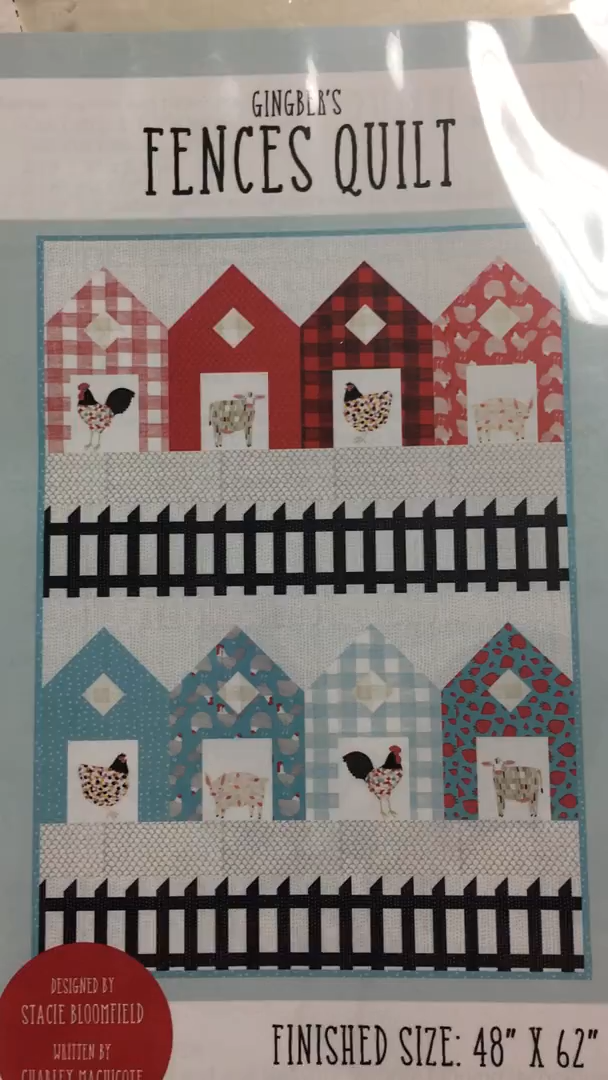 GINGBER'S
FENCES QUILT
DESIGNED BY
STACIE BLOOMFIELD
WRITTEN BY
FINISHED SIZE: 48" X 62"